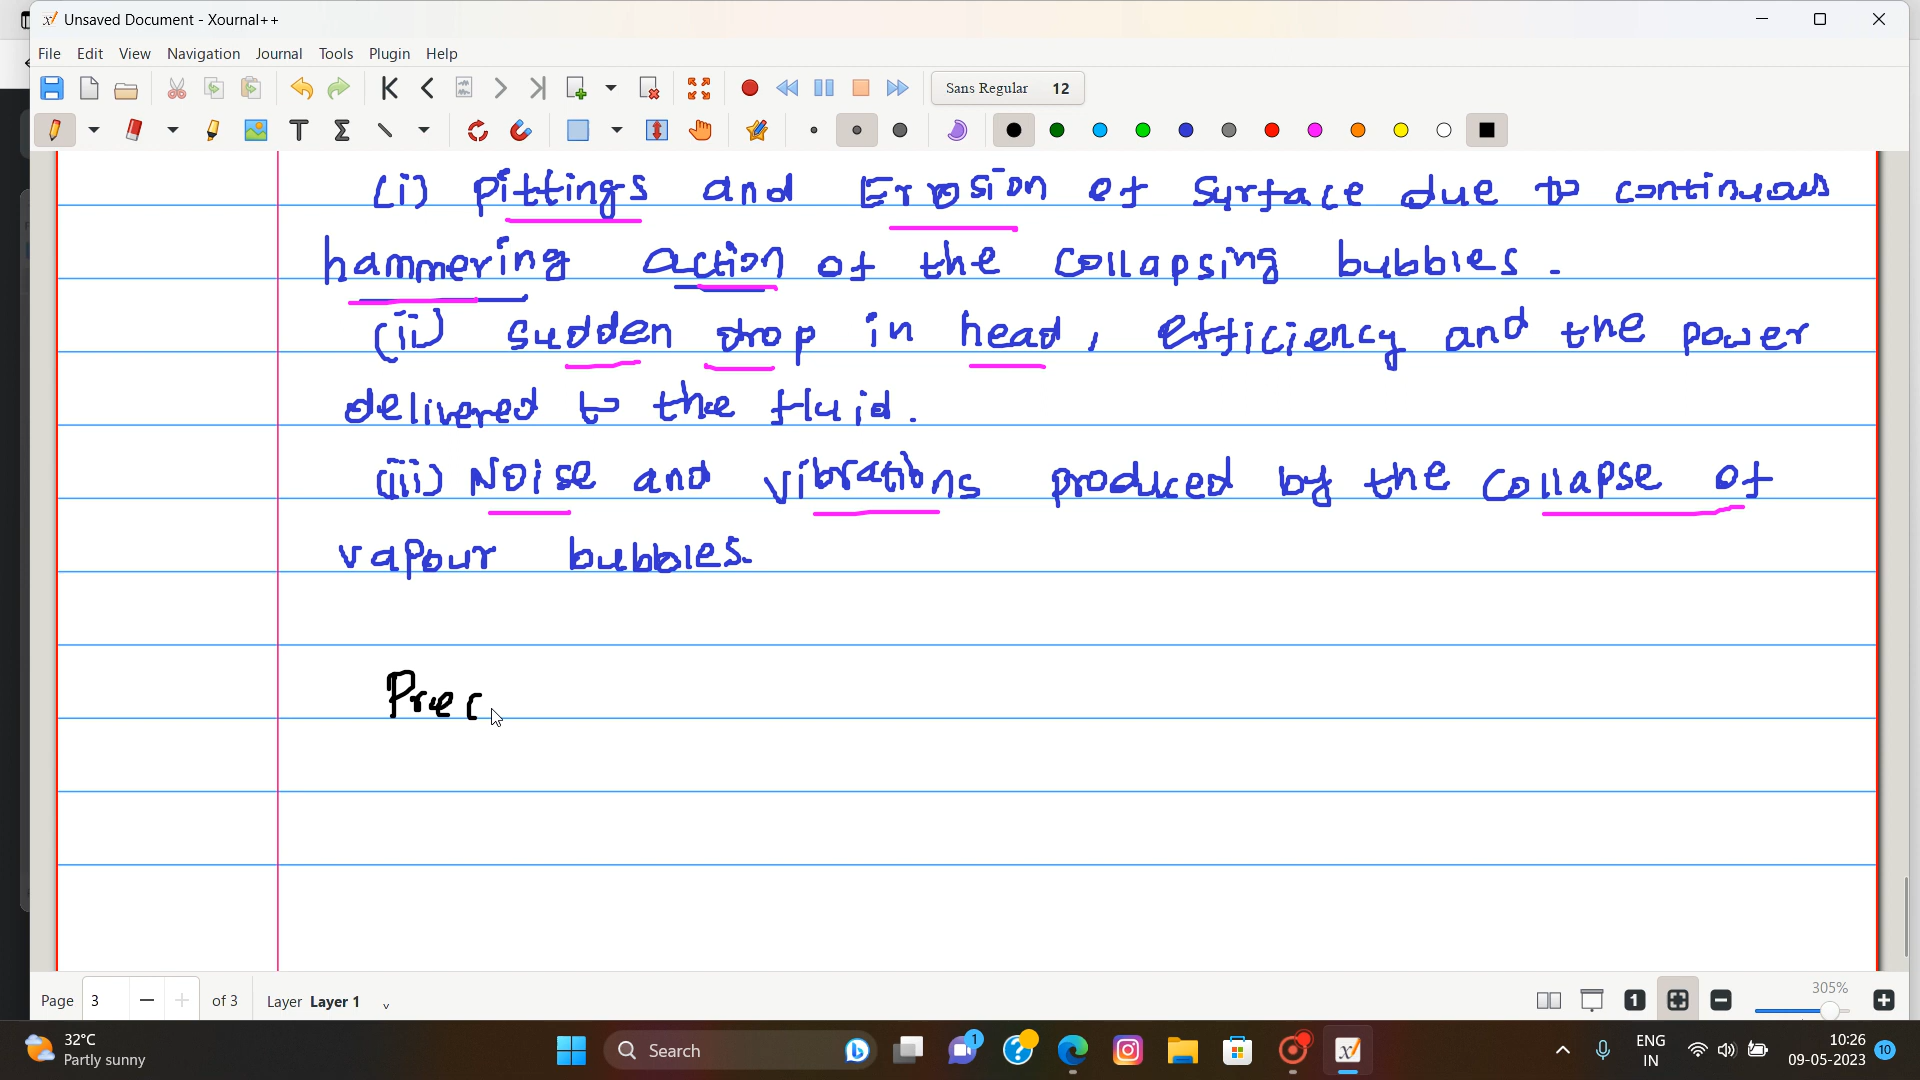 Unsaved Document - Xournal++
File Edit View Navigation Journal Tools Plugin Help
Sans Regular 12
(i) Pittings and Errosion of Surface due to continuous
hammering action of the collapsing bubbles.
(ii) sudden drop in head, efficiency and the power
delivered to the fluid.
(iii) Noise and vibrations produced by the collapse of
vapour bubbles.
Prec
Page 3 of 3 Layer Layer 1 305%
32°C
Partly sunny
Search
1
ENG
IN
10:26
09-05-2023
10